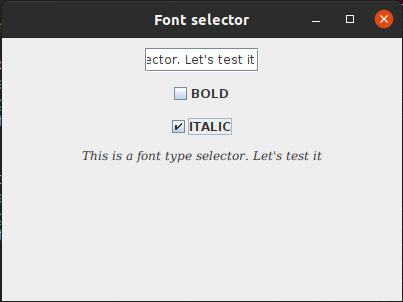 Font selector
ector. Let's test it
BOLD
ITALIC
This is a font type selector. Let's test it